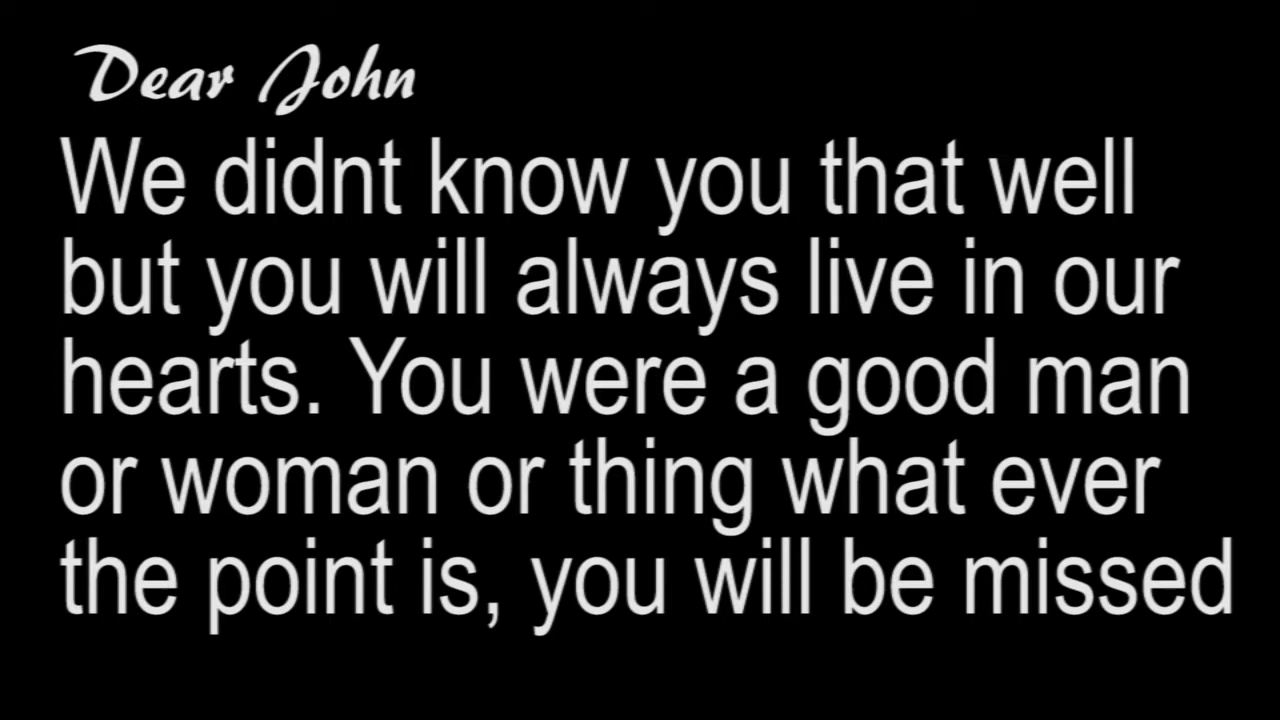 Dear John
We didnt know you that well
but you will always live in our
hearts. You were a good man
or woman or thing what ever
the point is, you will be missed